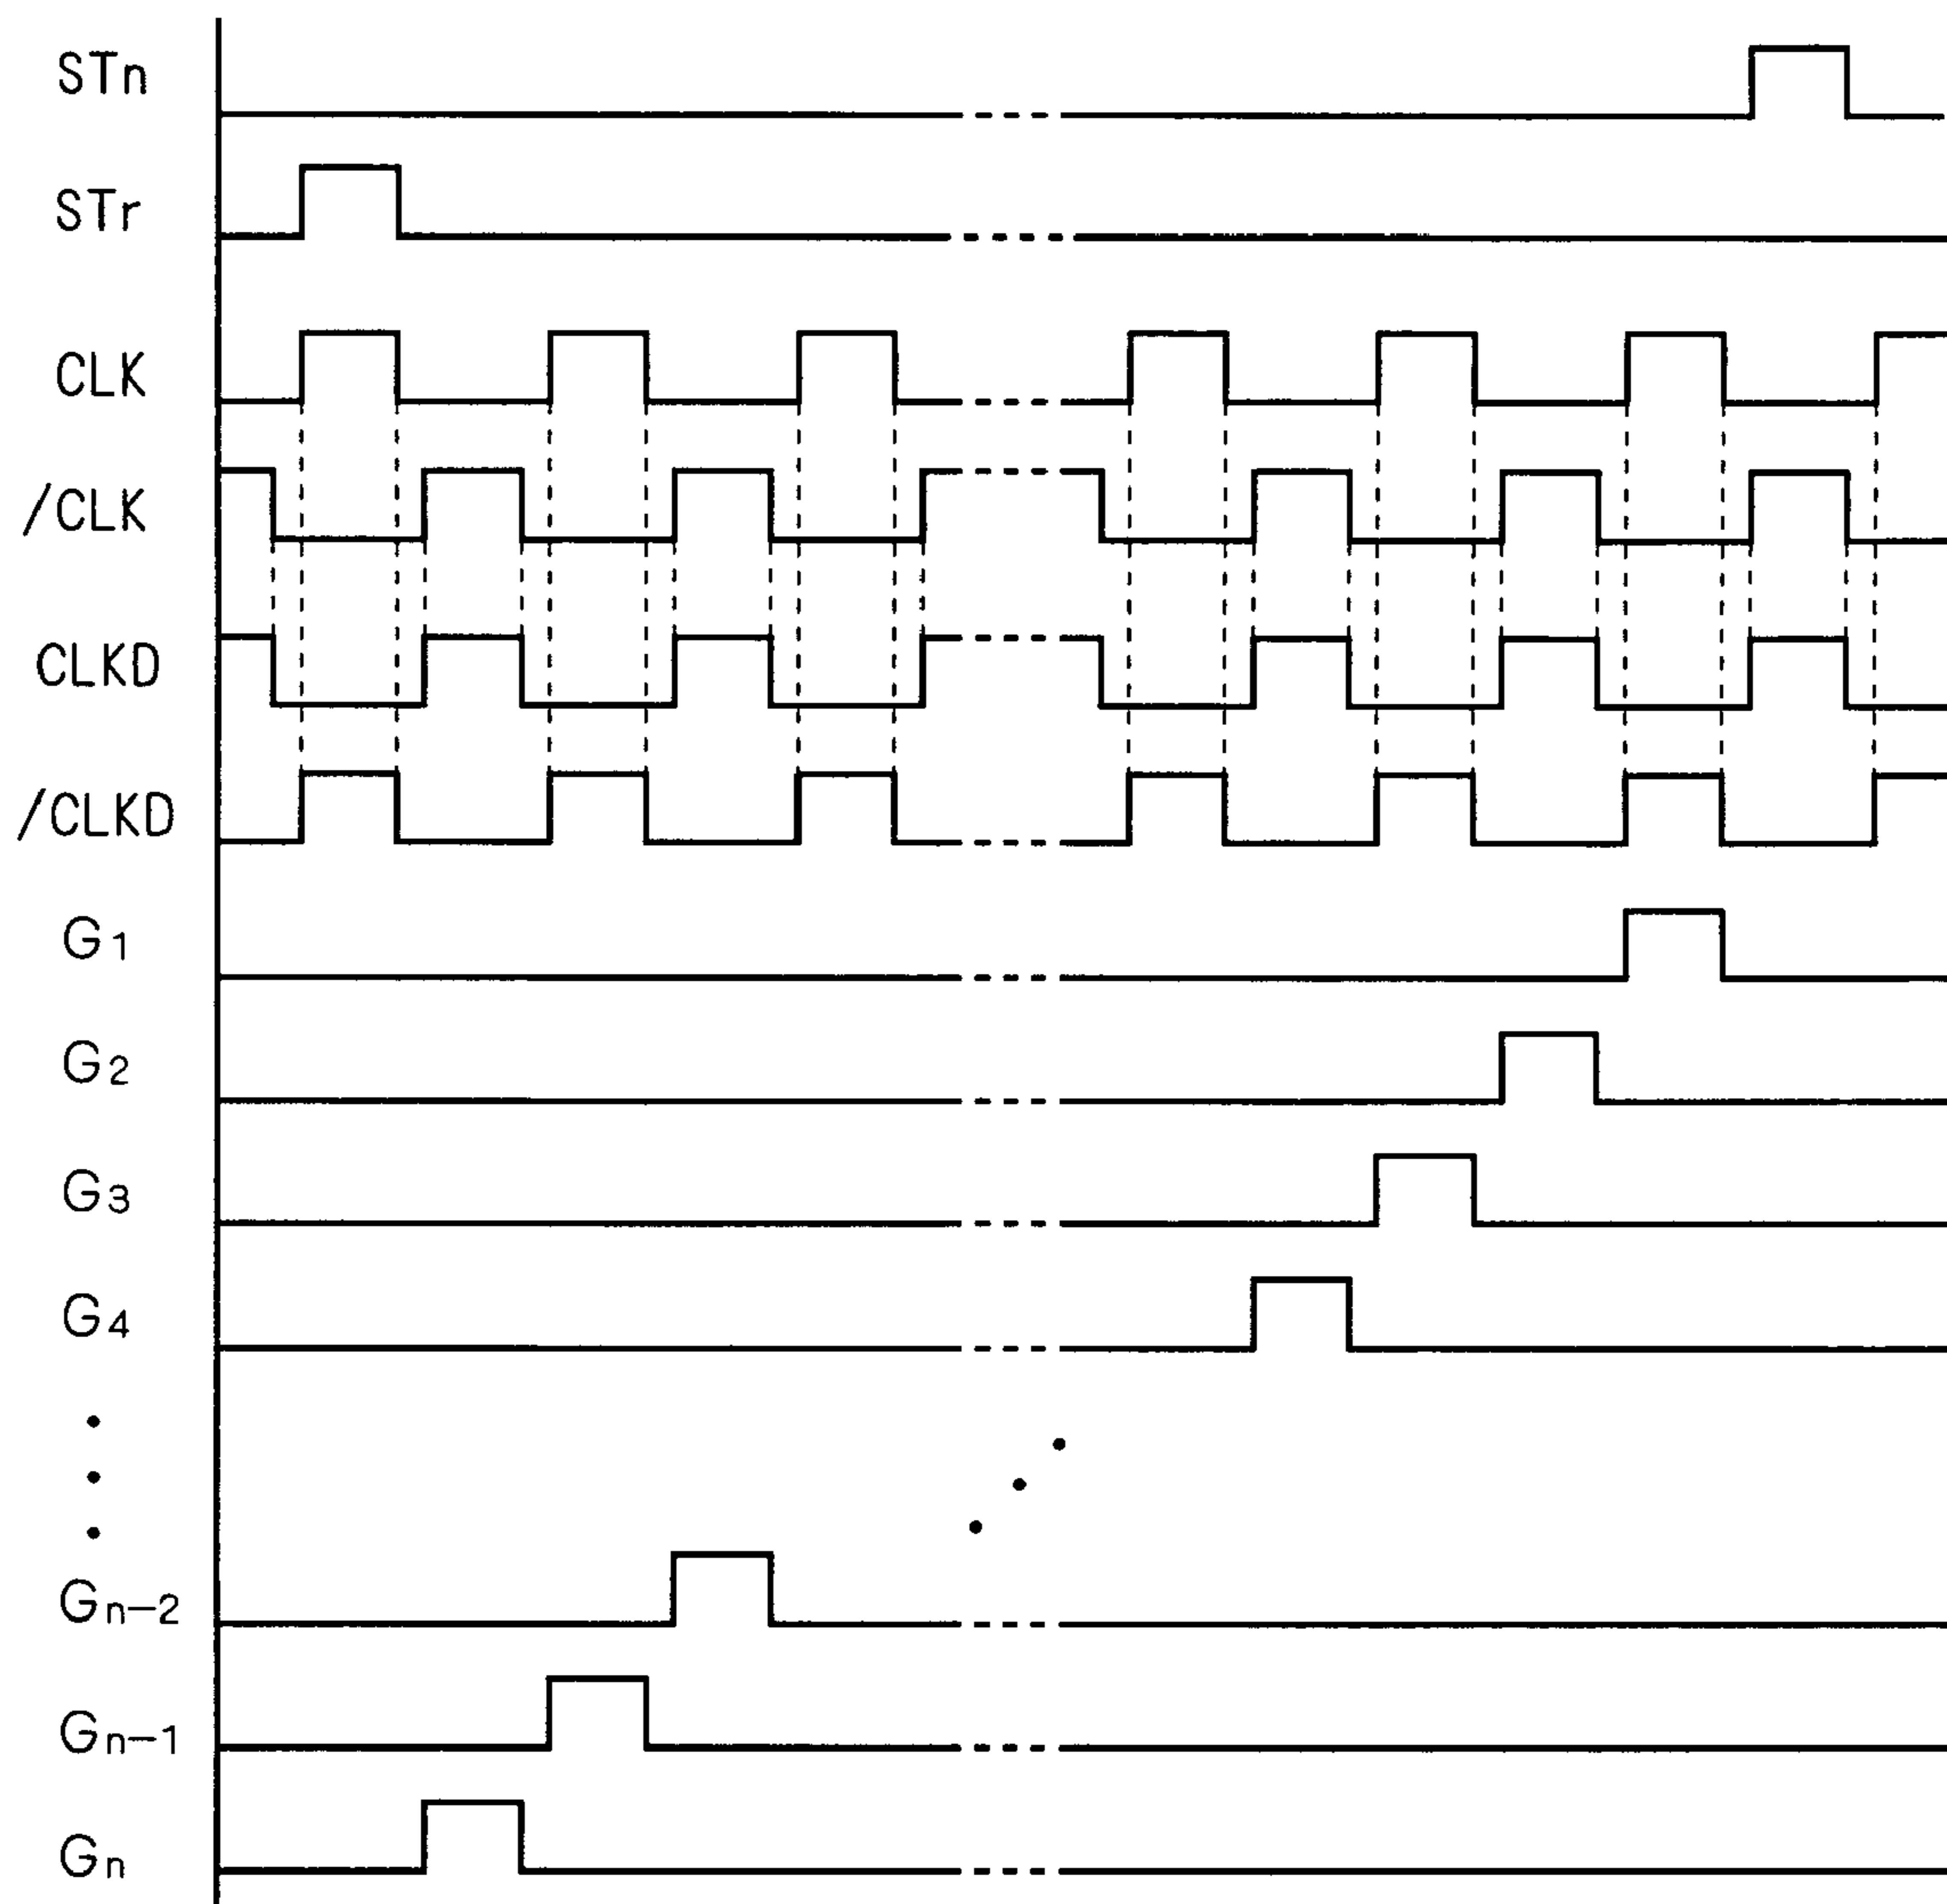 STn
STr
CLK
/CLK
CLKD
/CLKD
G1
G2
G3
G4
Gn-2
Gn-1
Gn